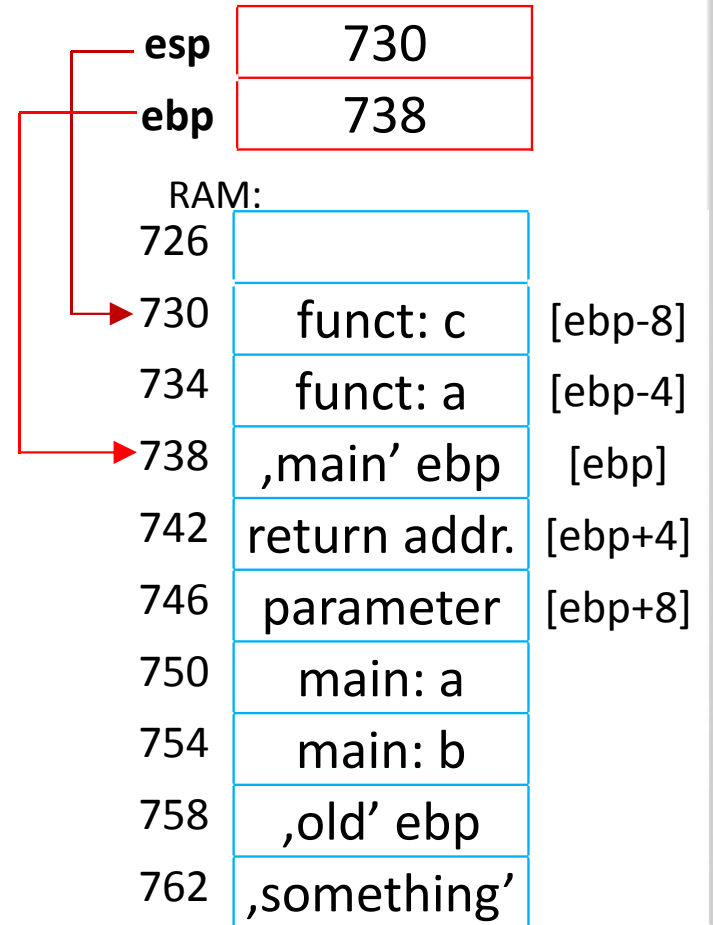 esp 730
ebp 738
RAM:
726
730 funct: c [ebp-8]
734 funct: a [ebp-4]
738 ‚main’ ebp [ebp]
742 return addr. [ebp+4]
746 parameter [ebp+8]
750 main: a
754 main: b
758 ‚old’ ebp
762 ‚something’